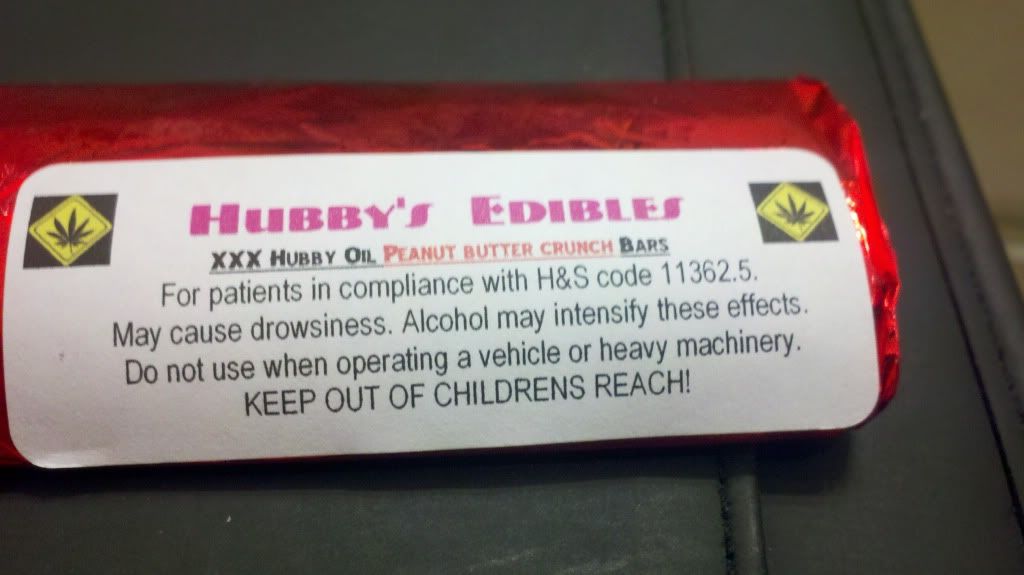 HUBBY'S EDIBLES
XXX HUBBY OIL PEANUT BUTTER CRUNCH BARS
For patients in compliance with H&S code 11362.5.
May cause drowsiness. Alcohol may intensify these effects.
Do not use when operating a vehicle or heavy machinery.
KEEP OUT OF CHILDRENS REACH!